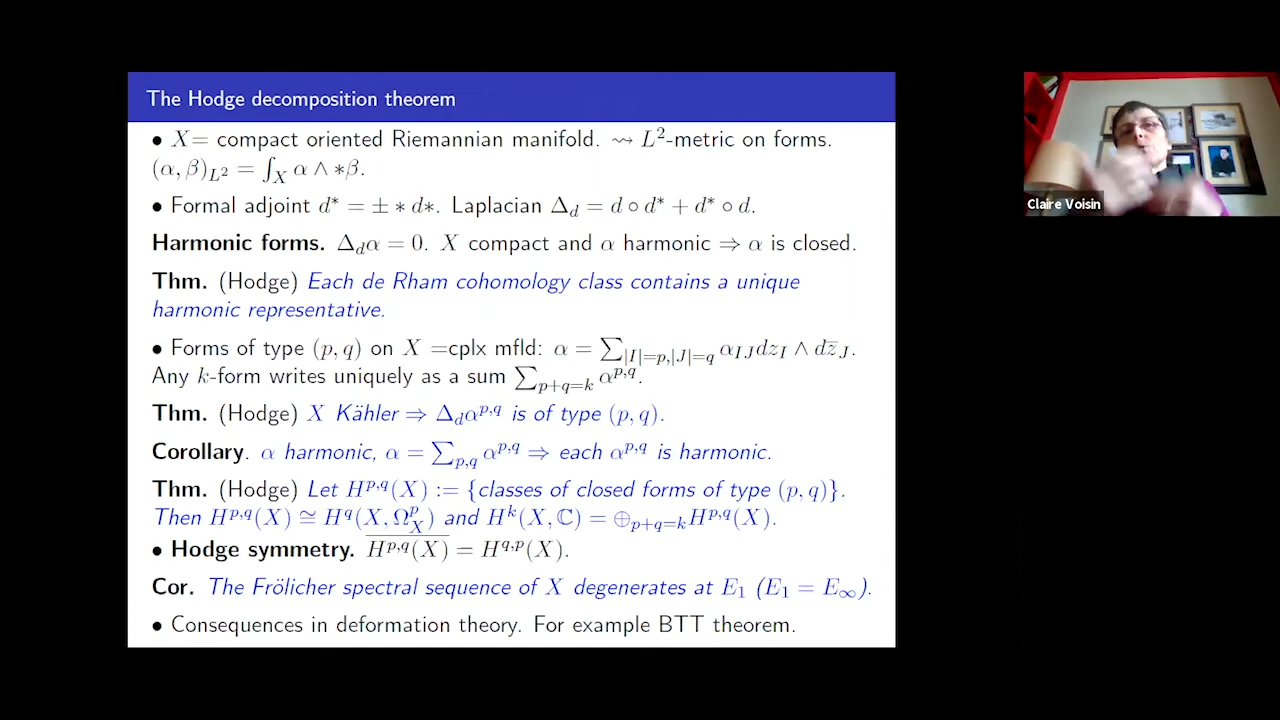 The Hodge decomposition theorem
• X= compact oriented Riemannian manifold. ⇝ L²-metric on forms.
(α, β)_{L²} = ∫_X α ∧ ∗β.
• Formal adjoint d* = ± ∗ d∗. Laplacian Δ_d = d ∘ d* + d* ∘ d.
Harmonic forms. Δ_dα = 0. X compact and α harmonic ⇒ α is closed.
Thm. (Hodge) Each de Rham cohomology class contains a unique
harmonic representative.
• Forms of type (p, q) on X =cplx mfld: α = ∑_{|I|=p,|J|=q} α_{IJ}dz_I ∧ dz̄_J.
Any k-form writes uniquely as a sum ∑_{p+q=k} α^{p,q}.
Thm. (Hodge) X Kähler ⇒ Δ_dα^{p,q} is of type (p, q).
Corollary. α harmonic, α = ∑_{p,q} α^{p,q} ⇒ each α^{p,q} is harmonic.
Thm. (Hodge) Let H^{p,q}(X) := {classes of closed forms of type (p, q)}.
Then H^{p,q}(X) ≅ H^q(X, Ω_X^p) and H^k(X, ℂ) = ⊕_{p+q=k}H^{p,q}(X).
• Hodge symmetry. \overline{H^{p,q}(X)} = H^{q,p}(X).
Cor. The Frölicher spectral sequence of X degenerates at E₁ (E₁ = E_∞).
• Consequences in deformation theory. For example BTT theorem.
Claire Voisin